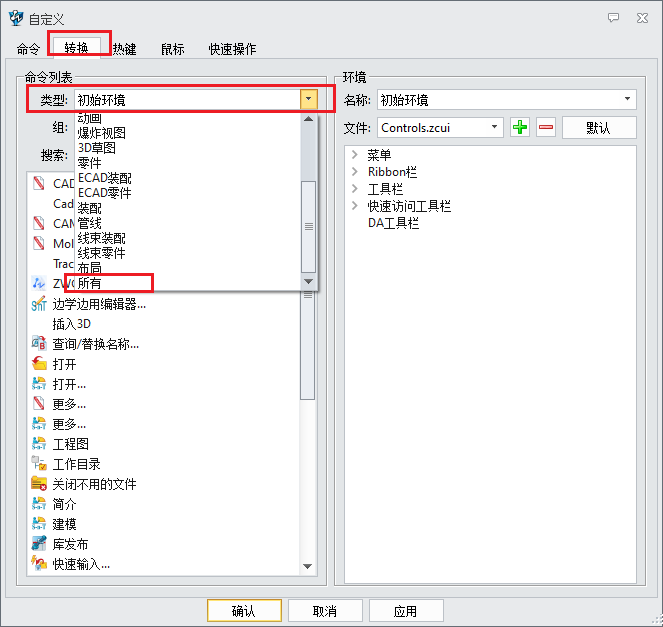 自定义
命令 转换 热键 鼠标 快速操作
命令列表
类型: 初始环境
组:
搜索:
动画
爆炸视图
3D草图
零件
ECAD装配
ECAD零件
装配
管线
线束装配
线束零件
布局
所有
CAD
Cad
CAM
Mol
Trac
ZW
边学边用编辑器...
插入3D
查询/替换名称...
打开
打开...
更多...
更多...
工程图
工作目录
关闭不用的文件
简介
建模
库发布
快速输入...
环境
名称: 初始环境
文件: Controls.zcui 默认
菜单
Ribbon栏
工具栏
快速访问工具栏
DA工具栏
确认 取消 应用